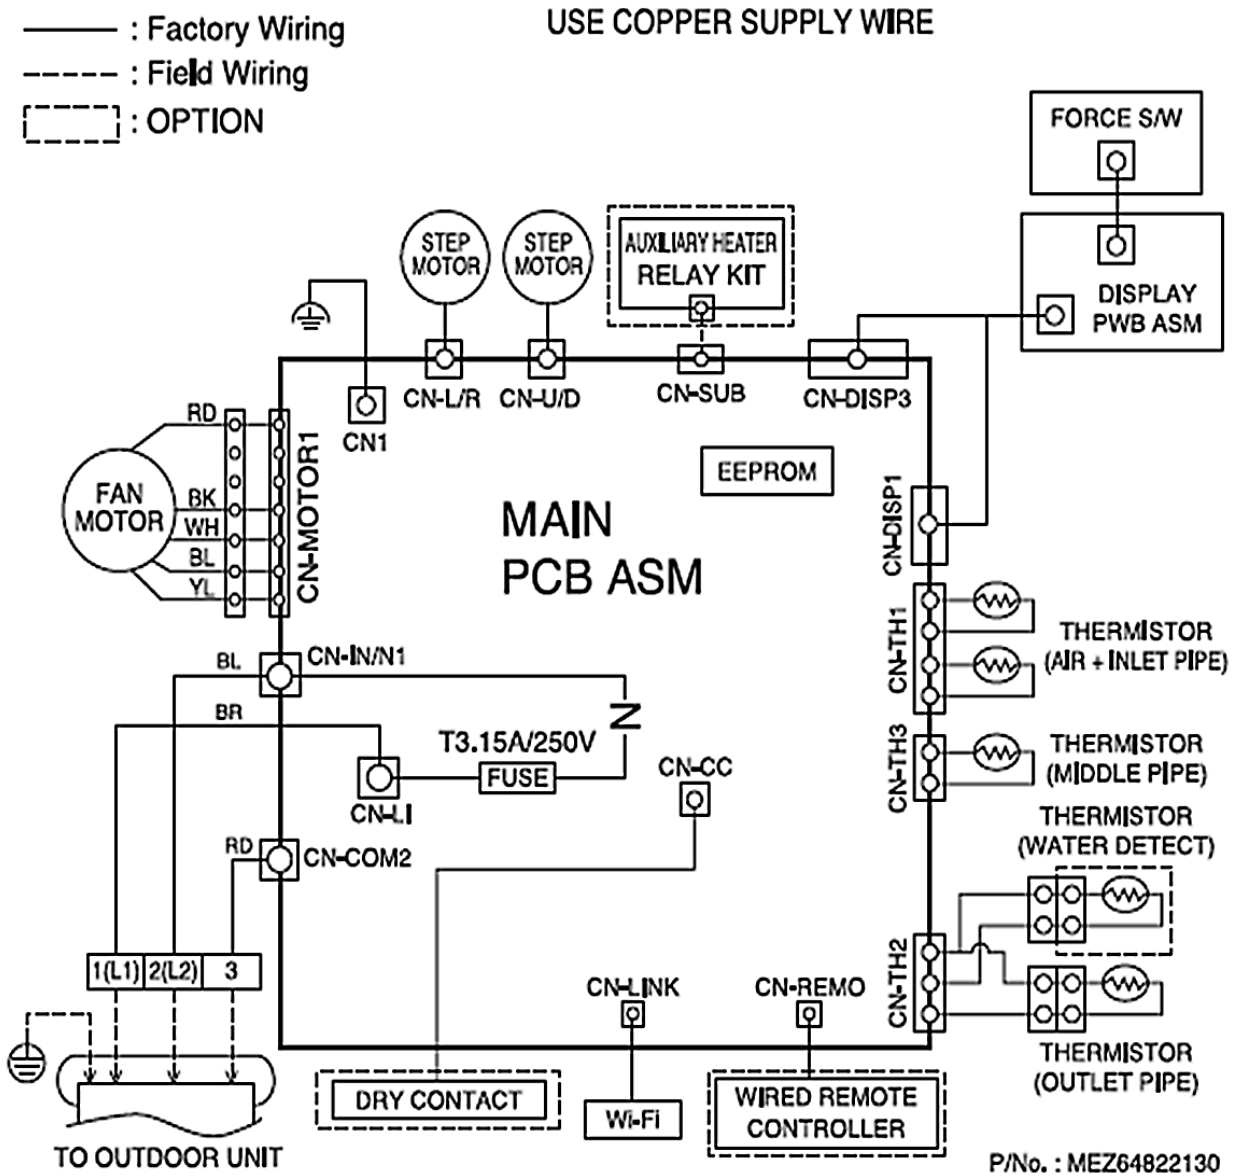 : Factory Wiring
: Field Wiring
: OPTION
USE COPPER SUPPLY WIRE
FORCE S/W
DISPLAY
PWB ASM
STEP
MOTOR
STEP
MOTOR
AUXILIARY HEATER
RELAY KIT
CN-L/R
CN-U/D
CN-SUB
CN-DISP3
CN1
RD
BK
WH
BL
YL
FAN
MOTOR
CN-MOTOR1
EEPROM
MAIN
PCB ASM
CN-DISP1
CN-TH1
THERMISTOR
(AIR + INLET PIPE)
BL
CN-IN/N1
BR
T3.15A/250V
FUSE
N
CN-LI
CN-CC
CN-TH3
THERMISTOR
(MIDDLE PIPE)
THERMISTOR
(WATER DETECT)
RD
CN-COM2
CN-TH2
1(L1)
2(L2)
3
CN-LINK
CN-REMO
THERMISTOR
(OUTLET PIPE)
DRY CONTACT
Wi-Fi
WIRED REMOTE
CONTROLLER
TO OUTDOOR UNIT
P/No. : MEZ64822130